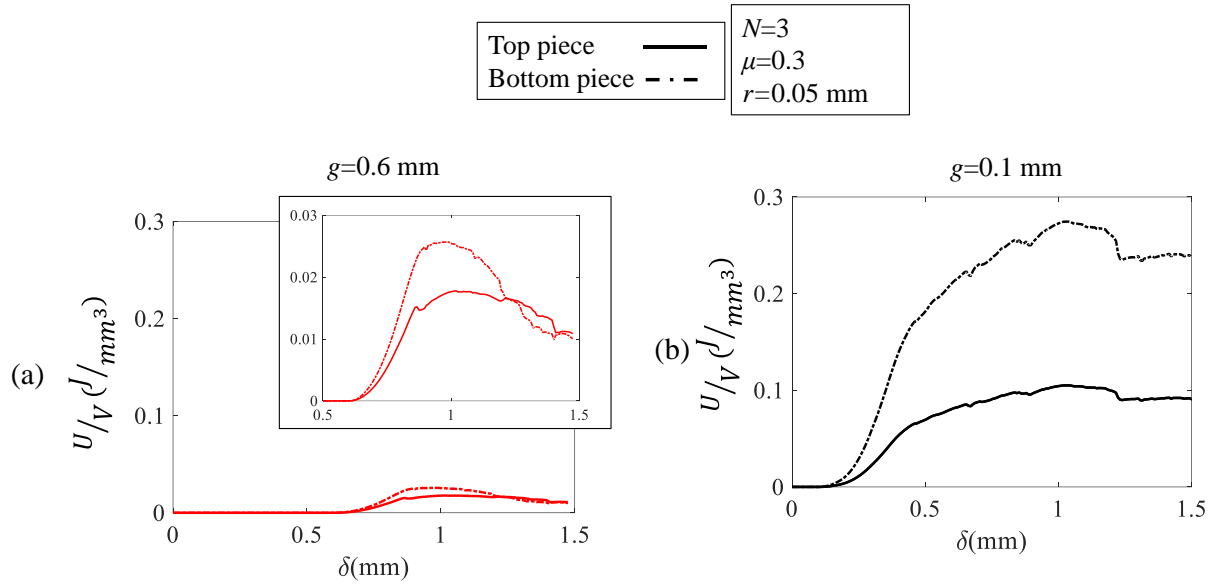 Top piece
Bottom piece
N=3
μ=0.3
r=0.05 mm
g=0.6 mm
(a)
U/V (J/mm³)
0.3
0.2
0.1
0
0
0.5
1
1.5
δ(mm)
0.03
0.02
0.01
0
0.5
1
1.5
g=0.1 mm
(b)
U/V (J/mm³)
0.3
0.2
0.1
0
0
0.5
1
1.5
δ(mm)